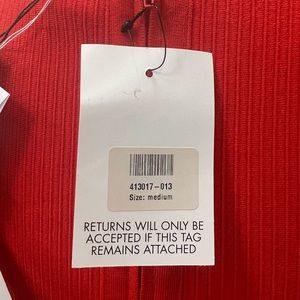 413017-013
Size: medium
RETURNS WILL ONLY BE
ACCEPTED IF THIS TAG
REMAINS ATTACHED